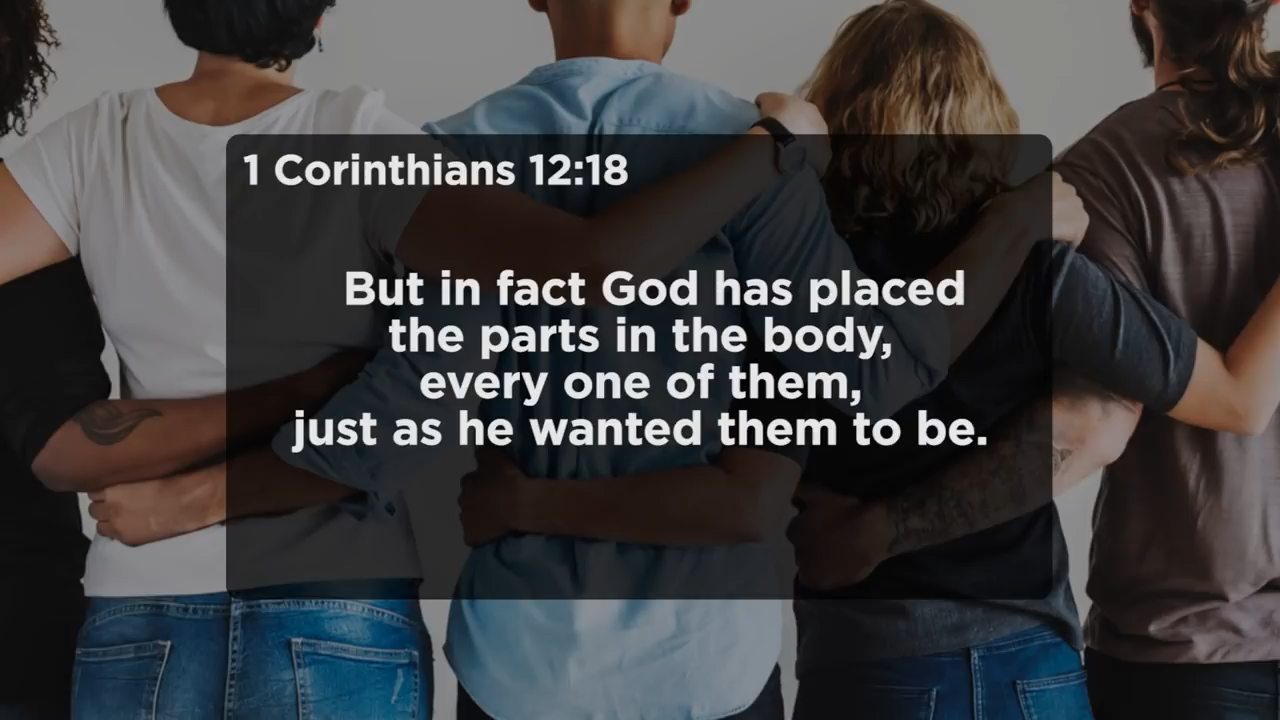 1 Corinthians 12:18
But in fact God has placed
the parts in the body,
every one of them,
just as he wanted them to be.